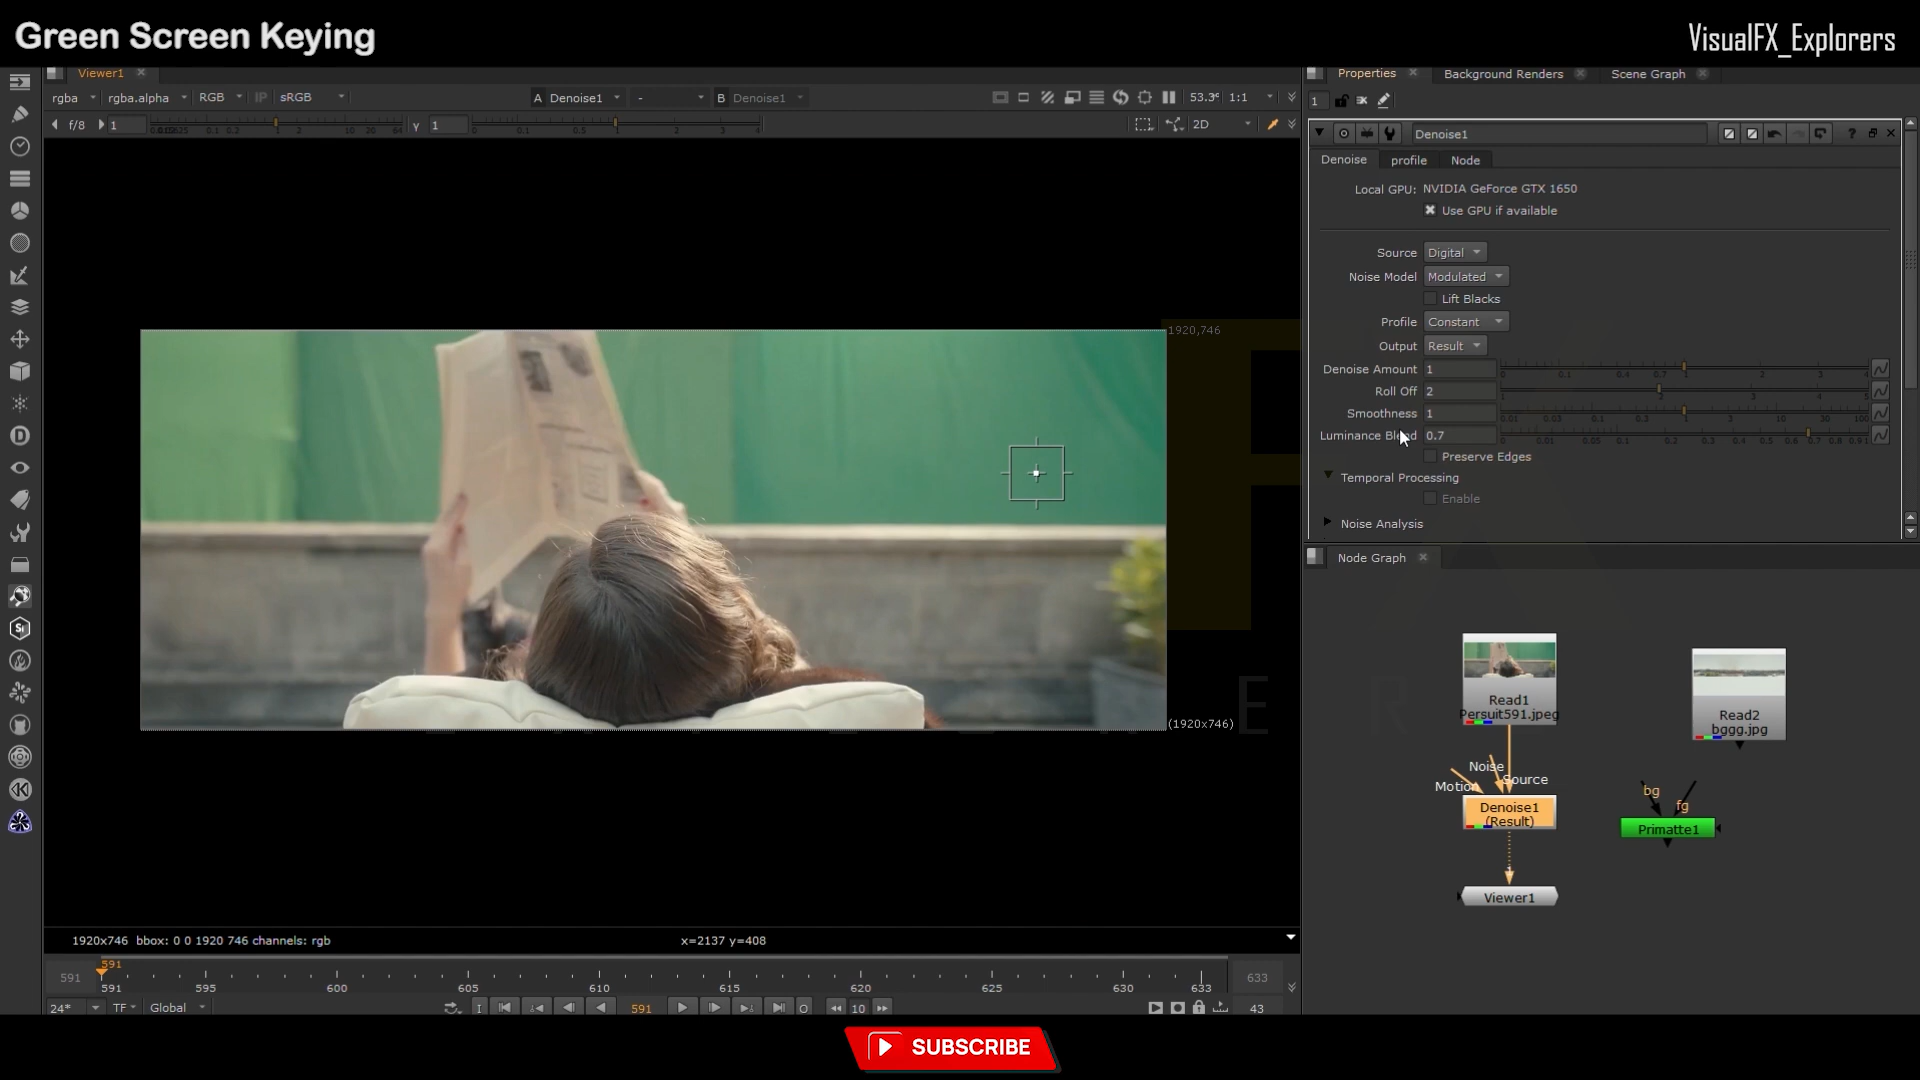 Green Screen Keying
VisualFX_Explorers
Viewer1
rgba
rgba.alpha
RGB
IP
sRGB
A Denoise1
-
B Denoise1
53.3
1:1
f/8
1
γ
1
2D
1920,746
(1920x746)
E R
1920x746 bbox: 0 0 1920 746 channels: rgb
x=2137 y=408
591
591
633
591 595 600 605 610 615 620 625 630 633
24*
TF
Global
I
591
O
10
43
Properties
Background Renders
Scene Graph
1
Denoise1
?
Denoise
profile
Node
Local GPU: NVIDIA GeForce GTX 1650
Use GPU if available
Source Digital
Noise Model Modulated
Lift Blacks
Profile Constant
Output Result
Denoise Amount 1
Roll Off 2
Smoothness 1
Luminance Blend 0.7
Preserve Edges
Temporal Processing
Enable
Noise Analysis
Node Graph
Read1
Persuit591.jpeg
Read2
bggg.jpg
Noise
Source
Motion
Denoise1
(Result)
bg
fg
Primatte1
Viewer1
SUBSCRIBE